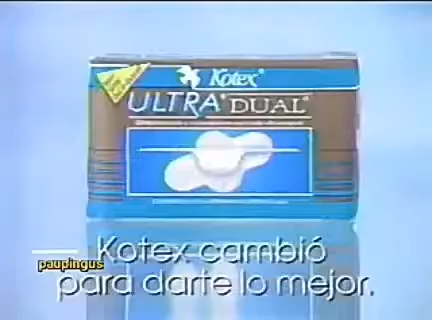 Kotex®
ULTRA® DUAL®
Kotex cambió
paupingus
para darte lo mejor.